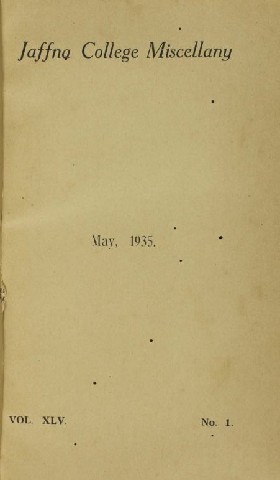 Jaffna College Miscellany
May, 1935.
VOL. XLV. No. 1.